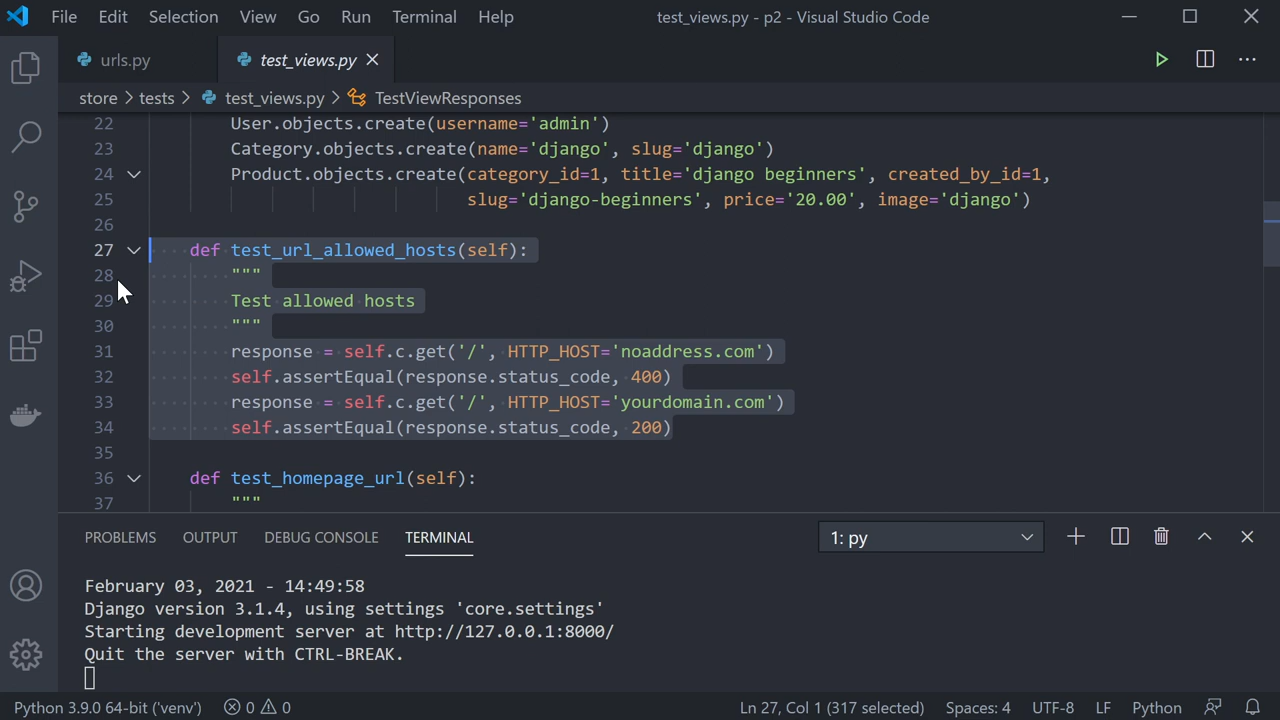 File Edit Selection View Go Run Terminal Help test_views.py - p2 - Visual Studio Code
urls.py test_views.py
store > tests > test_views.py > TestViewResponses
22 User.objects.create(username='admin')
23 Category.objects.create(name='django', slug='django')
24 Product.objects.create(category_id=1, title='django beginners', created_by_id=1,
25 slug='django-beginners', price='20.00', image='django')
26
27 def test_url_allowed_hosts(self):
28 """
29 Test allowed hosts
30 """
31 response = self.c.get('/', HTTP_HOST='noaddress.com')
32 self.assertEqual(response.status_code, 400)
33 response = self.c.get('/', HTTP_HOST='yourdomain.com')
34 self.assertEqual(response.status_code, 200)
35
36 def test_homepage_url(self):
37 """
PROBLEMS OUTPUT DEBUG CONSOLE TERMINAL 1: py
February 03, 2021 - 14:49:58
Django version 3.1.4, using settings 'core.settings'
Starting development server at http://127.0.0.1:8000/
Quit the server with CTRL-BREAK.
Python 3.9.0 64-bit ('venv') 0 0 Ln 27, Col 1 (317 selected) Spaces: 4 UTF-8 LF Python